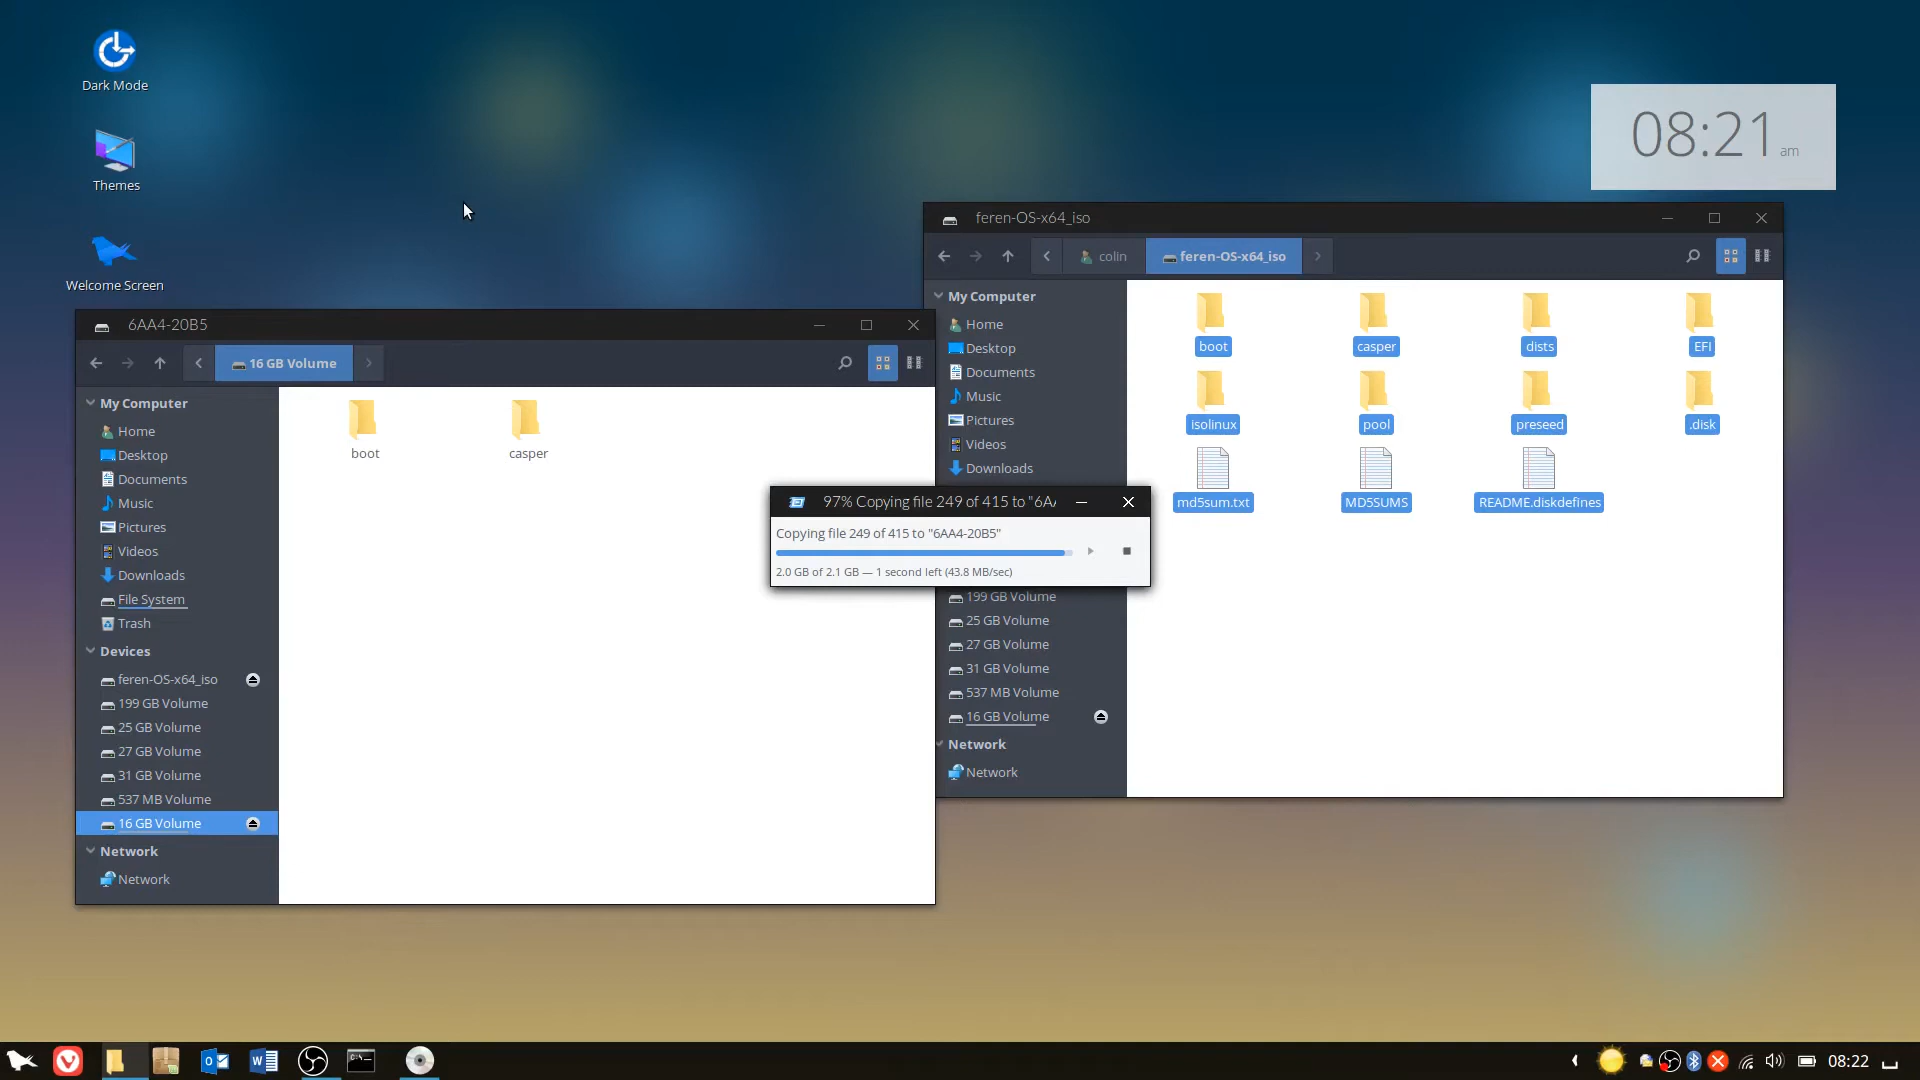 Dark Mode
Themes
Welcome Screen
08:21 am
feren-OS-x64_iso
colin
feren-OS-x64_iso
My Computer
Home
Desktop
Documents
Music
Pictures
Videos
Downloads
199 GB Volume
25 GB Volume
27 GB Volume
31 GB Volume
537 MB Volume
16 GB Volume
Network
Network
boot
casper
dists
EFI
isolinux
pool
preseed
.disk
md5sum.txt
MD5SUMS
README.diskdefines
6AA4-20B5
16 GB Volume
My Computer
Home
Desktop
Documents
Music
Pictures
Videos
Downloads
File System
Trash
Devices
feren-OS-x64_iso
199 GB Volume
25 GB Volume
27 GB Volume
31 GB Volume
537 MB Volume
16 GB Volume
Network
Network
boot
casper
97% Copying file 249 of 415 to "6A
Copying file 249 of 415 to "6AA4-20B5"
2.0 GB of 2.1 GB — 1 second left (43.8 MB/sec)
08:22